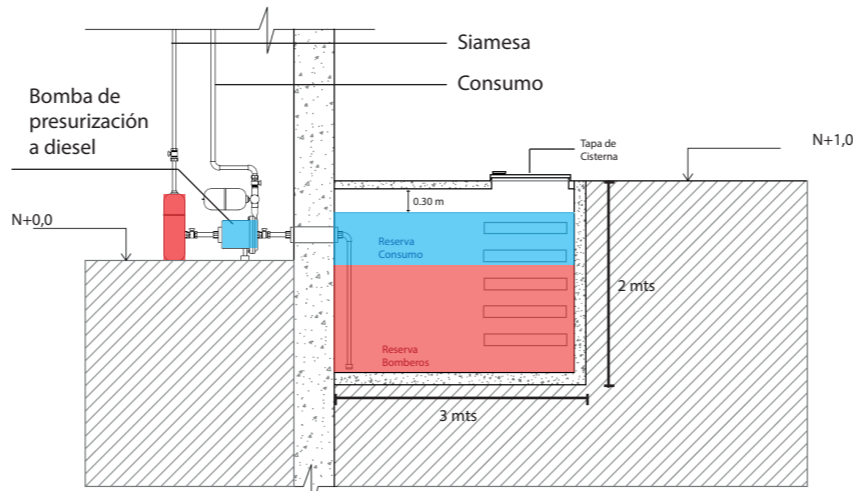 Siamesa
Consumo
Bomba de
presurización
a diesel
Tapa de
Cisterna
N+1,0
0.30 m
N+0,0
Reserva
Consumo
2 mts
Reserva
Bomberos
3 mts